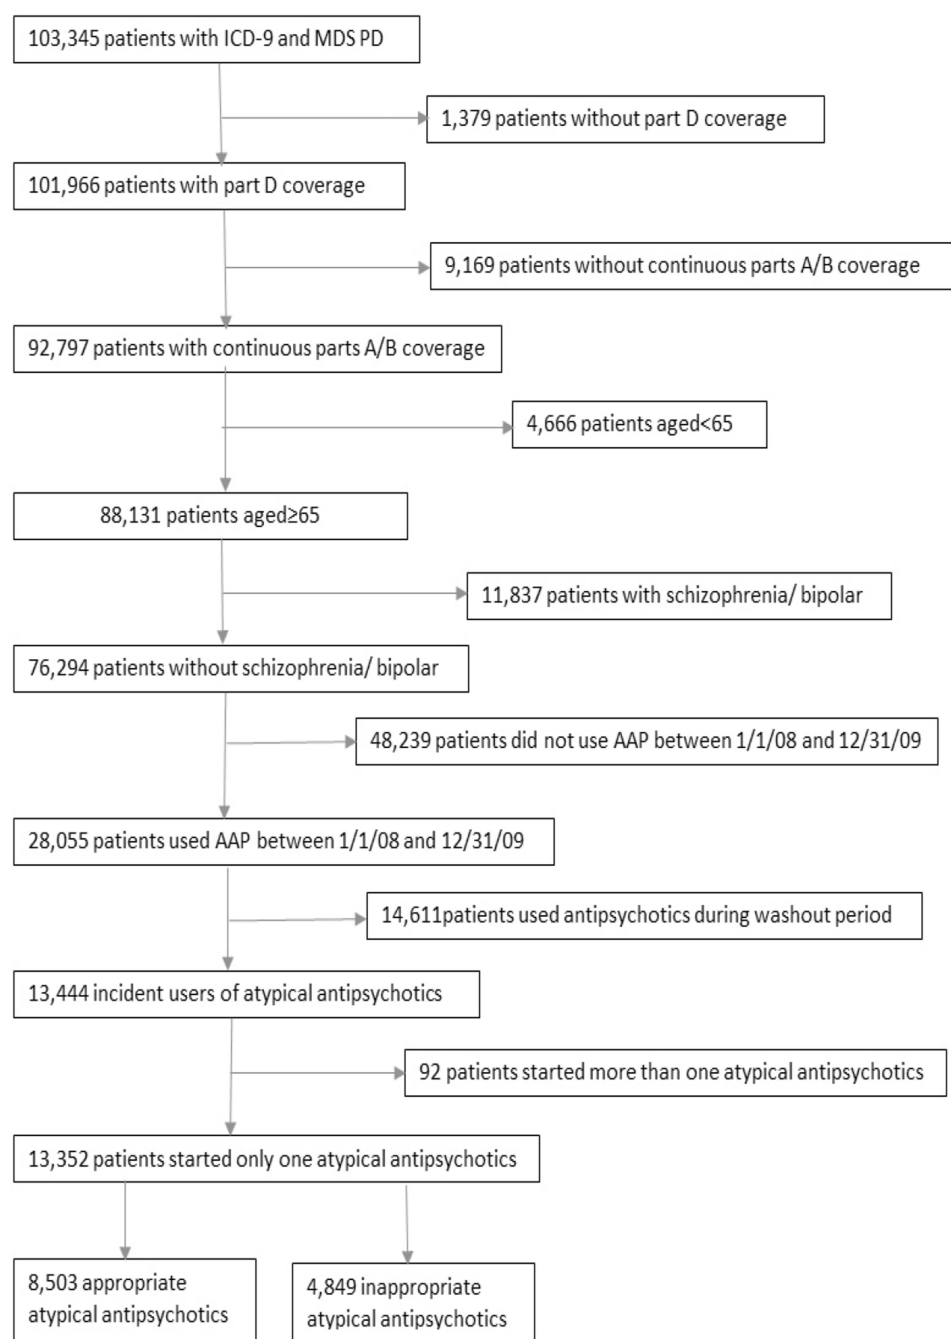 103,345 patients with ICD-9 and MDS PD
1,379 patients without part D coverage
101,966 patients with part D coverage
9,169 patients without continuous parts A/B coverage
92,797 patients with continuous parts A/B coverage
4,666 patients aged<65
88,131 patients aged≥65
11,837 patients with schizophrenia/ bipolar
76,294 patients without schizophrenia/ bipolar
48,239 patients did not use AAP between 1/1/08 and 12/31/09
28,055 patients used AAP between 1/1/08 and 12/31/09
14,611patients used antipsychotics during washout period
13,444 incident users of atypical antipsychotics
92 patients started more than one atypical antipsychotics
13,352 patients started only one atypical antipsychotics
8,503 appropriate
atypical antipsychotics
4,849 inappropriate
atypical antipsychotics